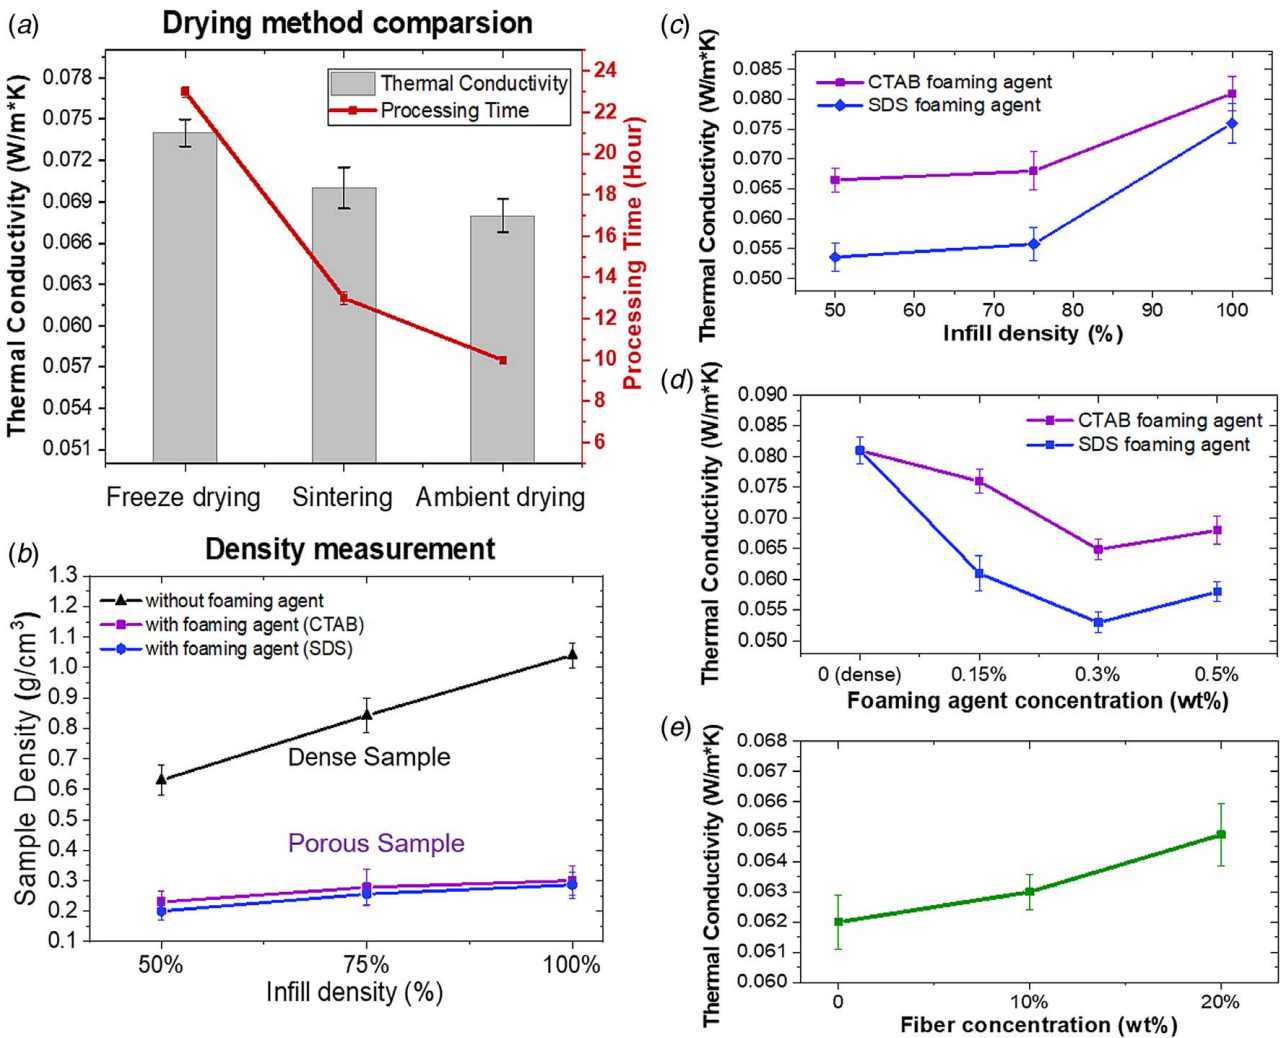 (a)
Drying method comparsion
Thermal Conductivity (W/m*K)
0.078
0.075
0.072
0.069
0.066
0.063
0.060
0.057
0.054
0.051
Thermal Conductivity
Processing Time
24
22
20
18
16
14
12
10
8
6
Processing Time (Hour)
Freeze drying Sintering Ambient drying
(b)
Density measurement
Sample Density (g/cm³)
1.3
1.2
1.1
1.0
0.9
0.8
0.7
0.6
0.5
0.4
0.3
0.2
0.1
without foaming agent
with foaming agent (CTAB)
with foaming agent (SDS)
Dense Sample
Porous Sample
50% 75% 100%
Infill density (%)
(c)
Thermal Conductivity (W/m*K)
0.085
0.080
0.075
0.070
0.065
0.060
0.055
0.050
CTAB foaming agent
SDS foaming agent
50 60 70 80 90 100
Infill density (%)
(d)
Thermal Conductivity (W/m*K)
0.090
0.085
0.080
0.075
0.070
0.065
0.060
0.055
0.050
CTAB foaming agent
SDS foaming agent
0 (dense) 0.15% 0.3% 0.5%
Foaming agent concentration (wt%)
(e)
Thermal Conductivity (W/m*K)
0.068
0.067
0.066
0.065
0.064
0.063
0.062
0.061
0.060
0 10% 20%
Fiber concentration (wt%)